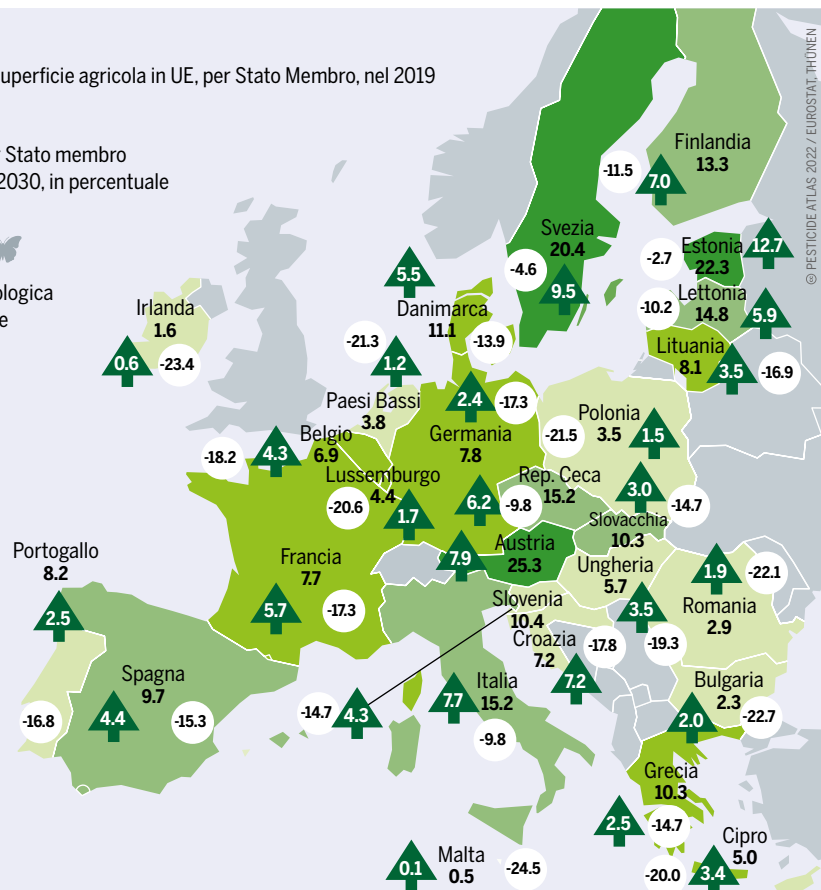 uperficie agricola in UE, per Stato Membro, nel 2019
Stato membro
2030, in percentuale
ologica
e
© PESTICIDE ATLAS 2022 / EUROSTAT, THÜNEN
Finlandia
13.3
-11.5
7.0
Svezia
20.4
-4.6
9.5
Estonia
22.3
-2.7
12.7
Lettonia
14.8
-10.2
5.9
Lituania
8.1
3.5
-16.9
Danimarca
11.1
5.5
-13.9
Irlanda
1.6
0.6
-23.4
Paesi Bassi
3.8
-21.3
1.2
Germania
7.8
2.4
-17.3
Polonia
3.5
-21.5
1.5
Belgio
6.9
-18.2
4.3
Lussemburgo
4.4
-20.6
1.7
Rep. Ceca
15.2
6.2
-9.8
Slovacchia
10.3
3.0
-14.7
Austria
25.3
7.9
Francia
7.7
5.7
-17.3
Ungheria
5.7
3.5
-19.3
Romania
2.9
1.9
-22.1
Slovenia
10.4
-14.7
4.3
Croazia
7.2
-17.8
7.2
Portogallo
8.2
2.5
-16.8
Spagna
9.7
4.4
-15.3
Italia
15.2
7.7
-9.8
Bulgaria
2.3
2.0
-22.7
Grecia
10.3
2.5
-14.7
Malta
0.5
0.1
-24.5
Cipro
5.0
-20.0
3.4